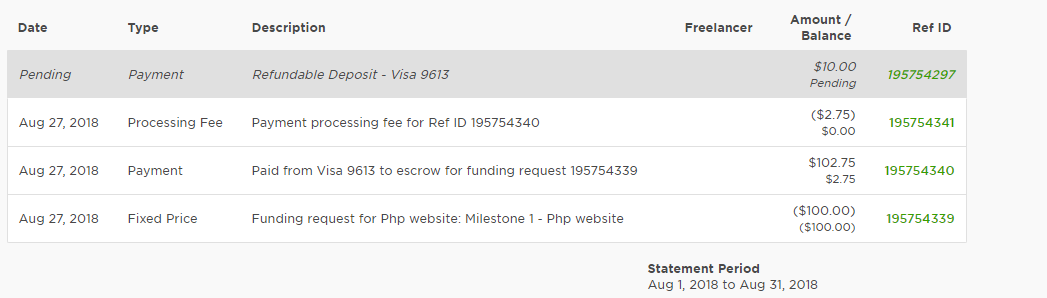 Date Type Description Freelancer Amount / Balance Ref ID
Pending Payment Refundable Deposit - Visa 9613 $10.00 195754297
Pending
Aug 27, 2018 Processing Fee Payment processing fee for Ref ID 195754340 ($2.75) 195754341
$0.00
Aug 27, 2018 Payment Paid from Visa 9613 to escrow for funding request 195754339 $102.75 195754340
$2.75
Aug 27, 2018 Fixed Price Funding request for Php website: Milestone 1 - Php website ($100.00) 195754339
($100.00)
Statement Period
Aug 1, 2018 to Aug 31, 2018